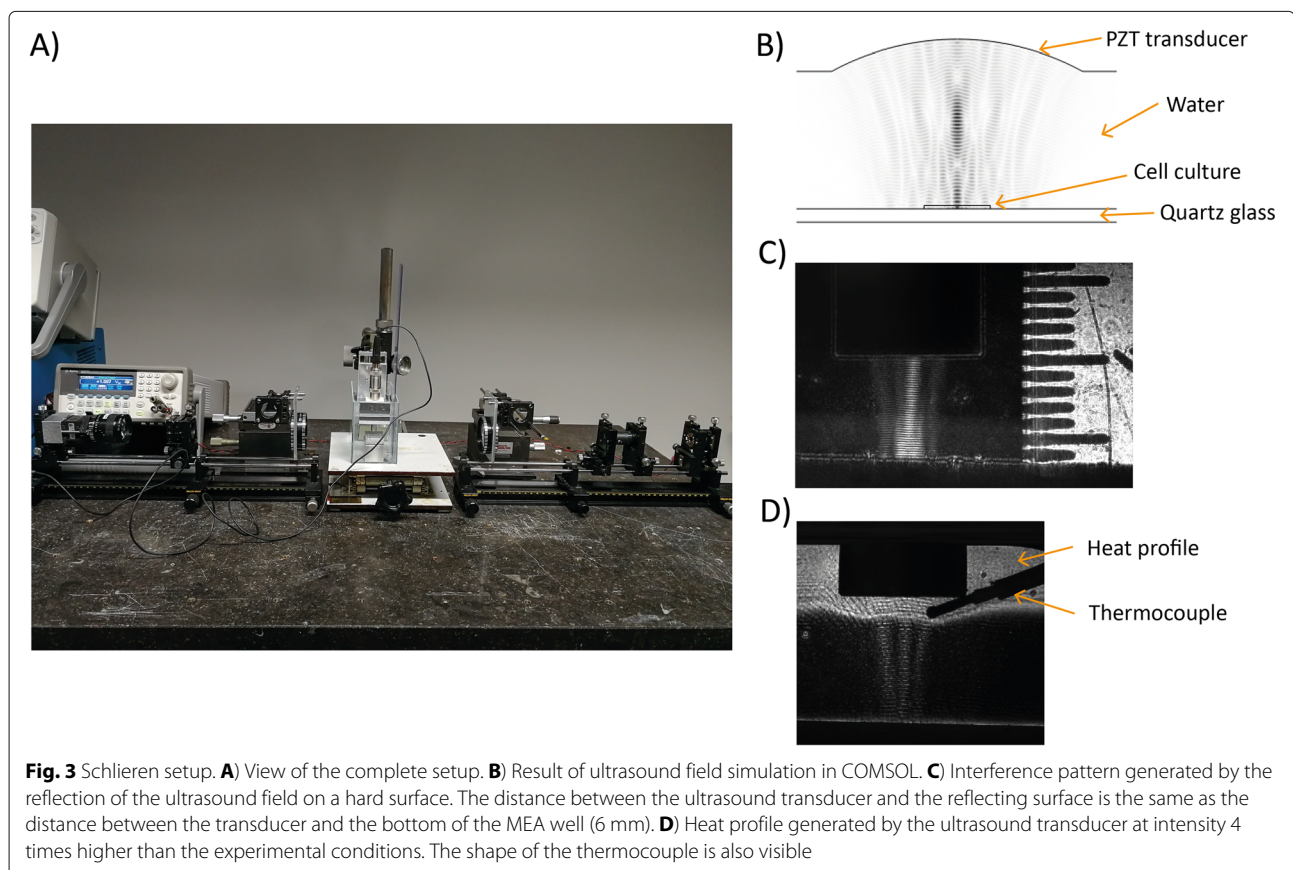 A)
B)
PZT transducer
Water
Cell culture
Quartz glass
C)
D)
Heat profile
Thermocouple
Fig. 3 Schlieren setup. A) View of the complete setup. B) Result of ultrasound field simulation in COMSOL. C) Interference pattern generated by the
reflection of the ultrasound field on a hard surface. The distance between the ultrasound transducer and the reflecting surface is the same as the
distance between the transducer and the bottom of the MEA well (6 mm). D) Heat profile generated by the ultrasound transducer at intensity 4
times higher than the experimental conditions. The shape of the thermocouple is also visible